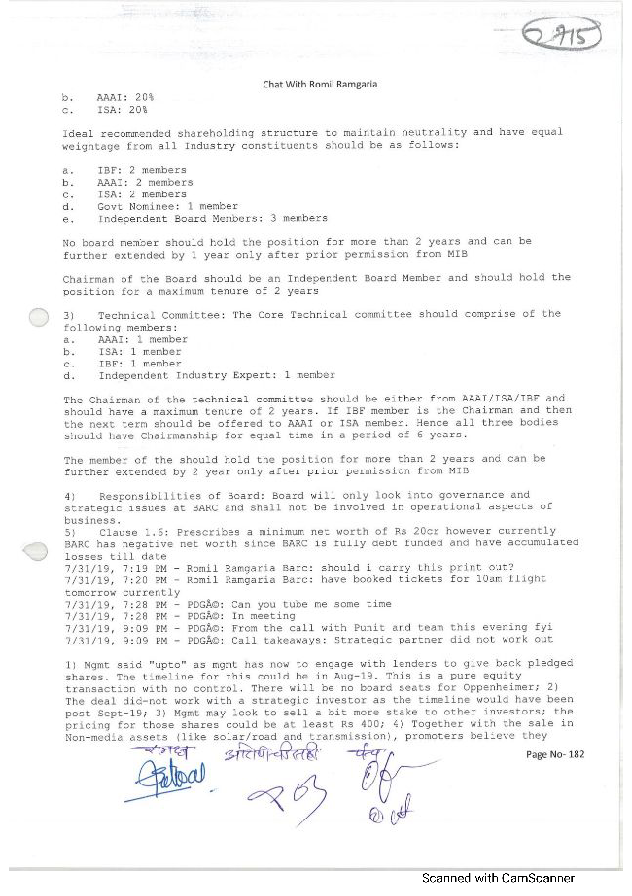 2715
Chat With Romil Ramgaria
b. AAAI: 20%
c. ISA: 20%
Ideal recommended shareholding structure to maintain neutrality and have equal
weightage from all Industry constituents should be as follows:
a. IBF: 2 members
b. AAAI: 2 members
c. ISA: 2 members
d. Govt Nominee: 1 member
e. Independent Board Members: 3 members
No board member should hold the position for more than 2 years and can be
further extended by 1 year only after prior permission from MIB
Chairman of the Board should be an Independent Board Member and should hold the
position for a maximum tenure of 2 years
3) Technical Committee: The Core Technical committee should comprise of the
following members:
a. AAAI: 1 member
b. ISA: 1 member
c. IBF: 1 member
d. Independent Industry Expert: 1 member
The Chairman of the technical committee should be either from AAAI/ISA/IBF and
should have a maximum tenure of 2 years. If IBF member is the Chairman and then
the next term should be offered to AAAI or ISA member. Hence all three bodies
should have Chairmanship for equal time in a period of 6 years.
The member of the should hold the position for more than 2 years and can be
further extended by 2 year only after prior permission from MIB
4) Responsibilities of Board: Board will only look into governance and
strategic issues at BARC and shall not be involved in operational aspects of
business.
5) Clause 1.5: Prescribes a minimum net worth of Rs 20cr however currently
BARC has negative net worth since BARC is fully debt funded and have accumulated
losses till date
7/31/19, 7:19 PM - Romil Ramgaria Barc: should i carry this print out?
7/31/19, 7:20 PM - Romil Ramgaria Barc: have booked tickets for 10am flight
tomorrow currently
7/31/19, 7:28 PM - PDGÃ©: Can you tube me some time
7/31/19, 7:28 PM - PDGÃ©: In meeting
7/31/19, 9:09 PM - PDGÃ©: From the call with Punit and team this evening fyi
7/31/19, 9:09 PM - PDGÃ©: Call takeaways: Strategic partner did not work out
1) Mgmt said "upto" as mgnt has now to engage with lenders to give back pledged
shares. The timeline for this could be in Aug-19. This is a pure equity
transaction with no control. There will be no board seats for Oppenheimer; 2)
The deal did-not work with a strategic investor as the timeline would have been
post Sept-19; 3) Mgmt may look to sell a bit more stake to other investors; the
pricing for those shares could be at least Rs 400; 4) Together with the sale in
Non-media assets (like solar/road and transmission), promoters believe they
Page No- 182
पंच
Scanned with CamScanner